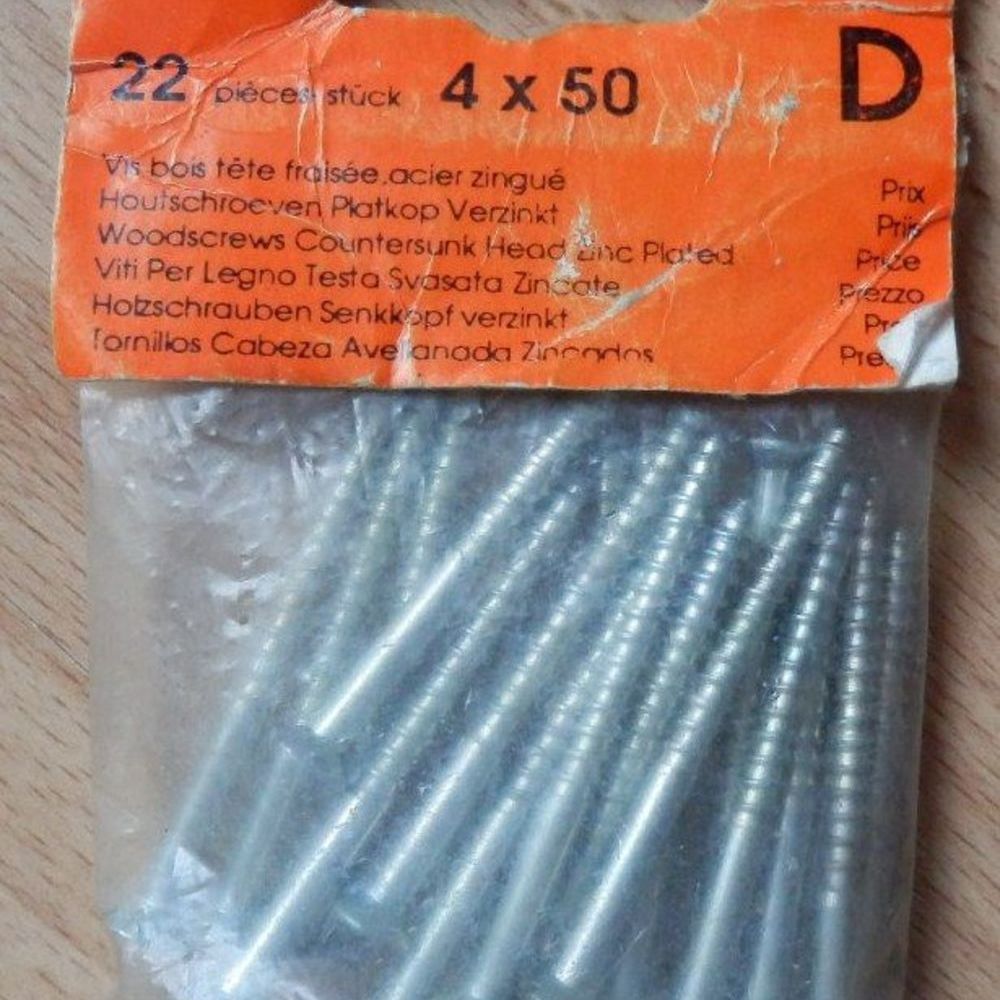 22 pièces stück 4 x 50 D
Vis bois tête fraisée.acier zingué Prix
Houtschroeven Platkop Verzinkt Prijs
Woodscrews Countersunk Head Zinc Plated Price
Viti Per Legno Testa Svasata Zincate Prezzo
Holzschrauben Senkkopf verzinkt
Tornillos Cabeza Avellanada Zincados